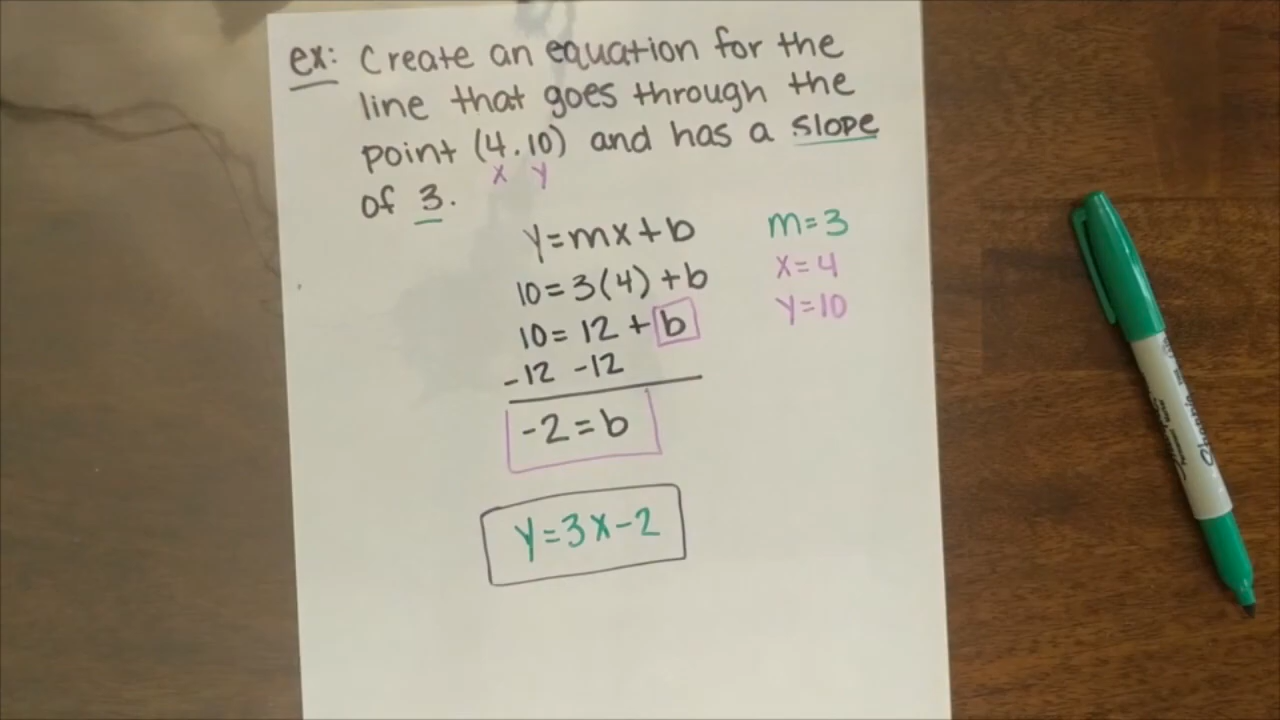 ex: Create an equation for the
line that goes through the
point (4.10) and has a slope
x y
of 3.
y=mx+b
m=3
10=3(4)+b
x=4
10=12+b
y=10
-12 -12
-2=b
y=3x-2
Sharpie